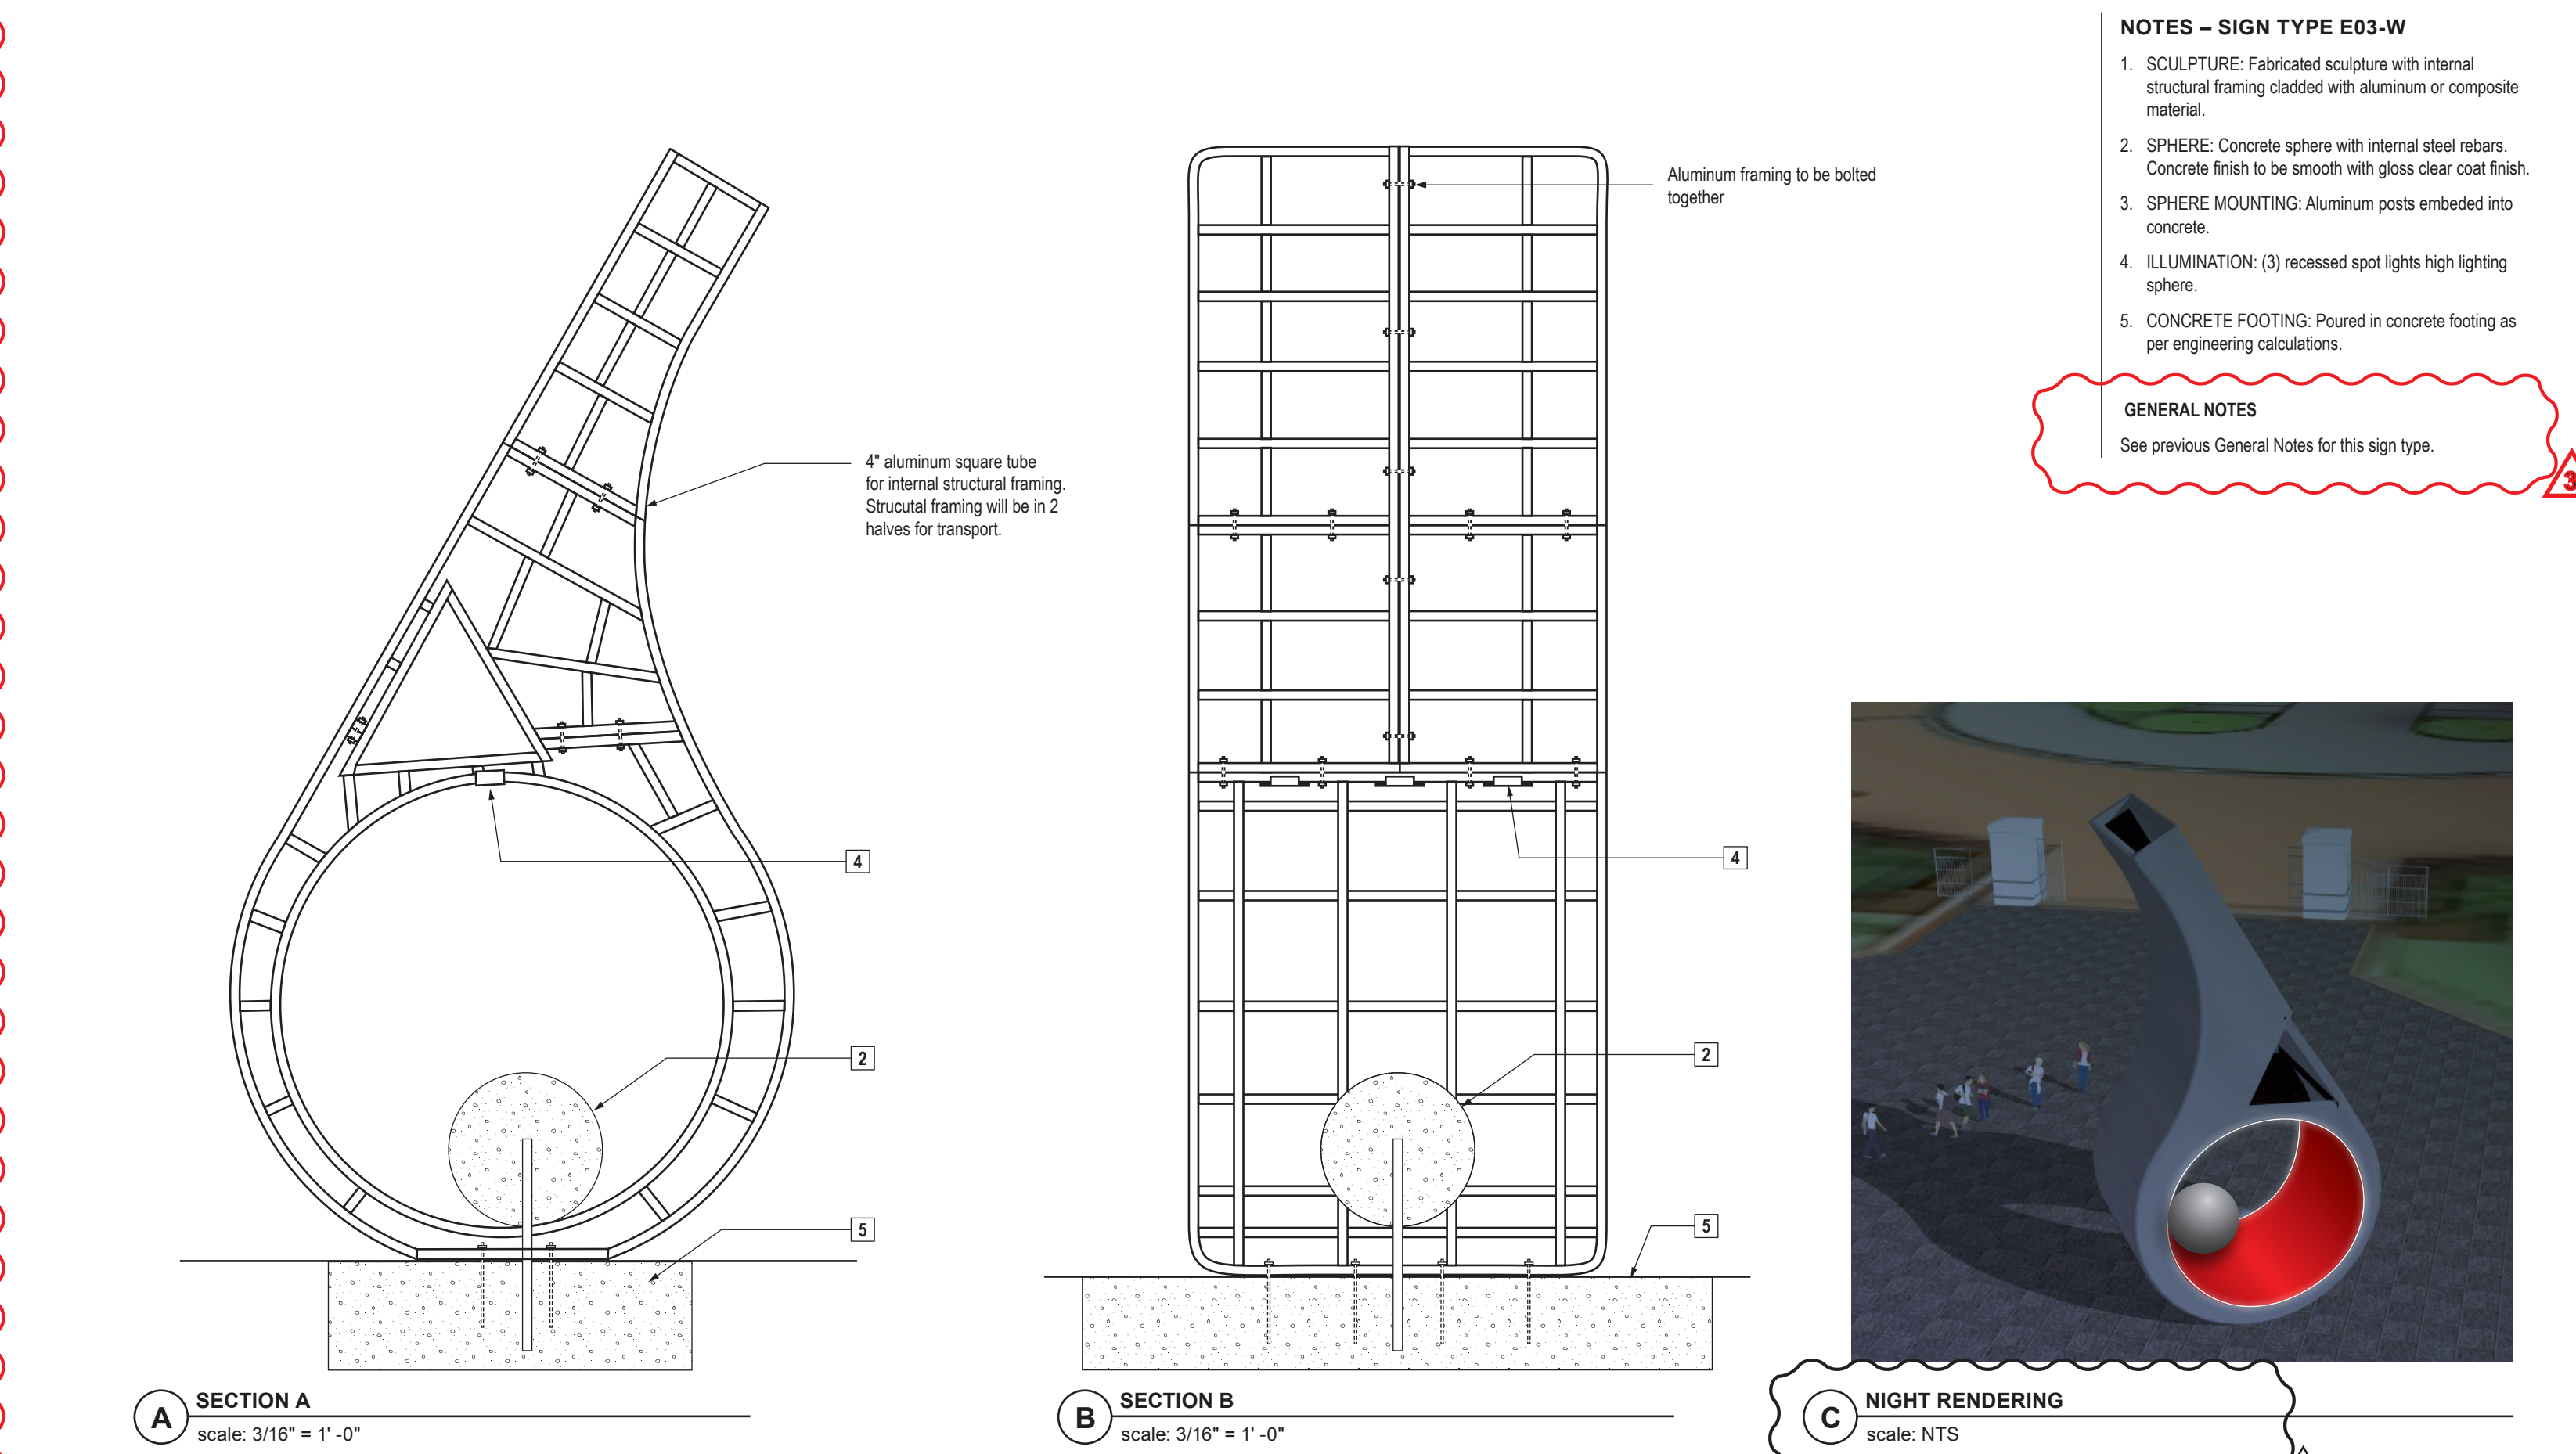 NOTES – SIGN TYPE E03-W
1. SCULPTURE: Fabricated sculpture with internal
structural framing cladded with aluminum or composite
material.
2. SPHERE: Concrete sphere with internal steel rebars.
Concrete finish to be smooth with gloss clear coat finish.
3. SPHERE MOUNTING: Aluminum posts embeded into
concrete.
4. ILLUMINATION: (3) recessed spot lights high lighting
sphere.
5. CONCRETE FOOTING: Poured in concrete footing as
per engineering calculations.
GENERAL NOTES
See previous General Notes for this sign type.
3
4" aluminum square tube
for internal structural framing.
Strucutal framing will be in 2
halves for transport.
4
2
5
A
SECTION A
scale: 3/16" = 1' -0"
Aluminum framing to be bolted
together
4
2
5
B
SECTION B
scale: 3/16" = 1' -0"
C
NIGHT RENDERING
scale: NTS